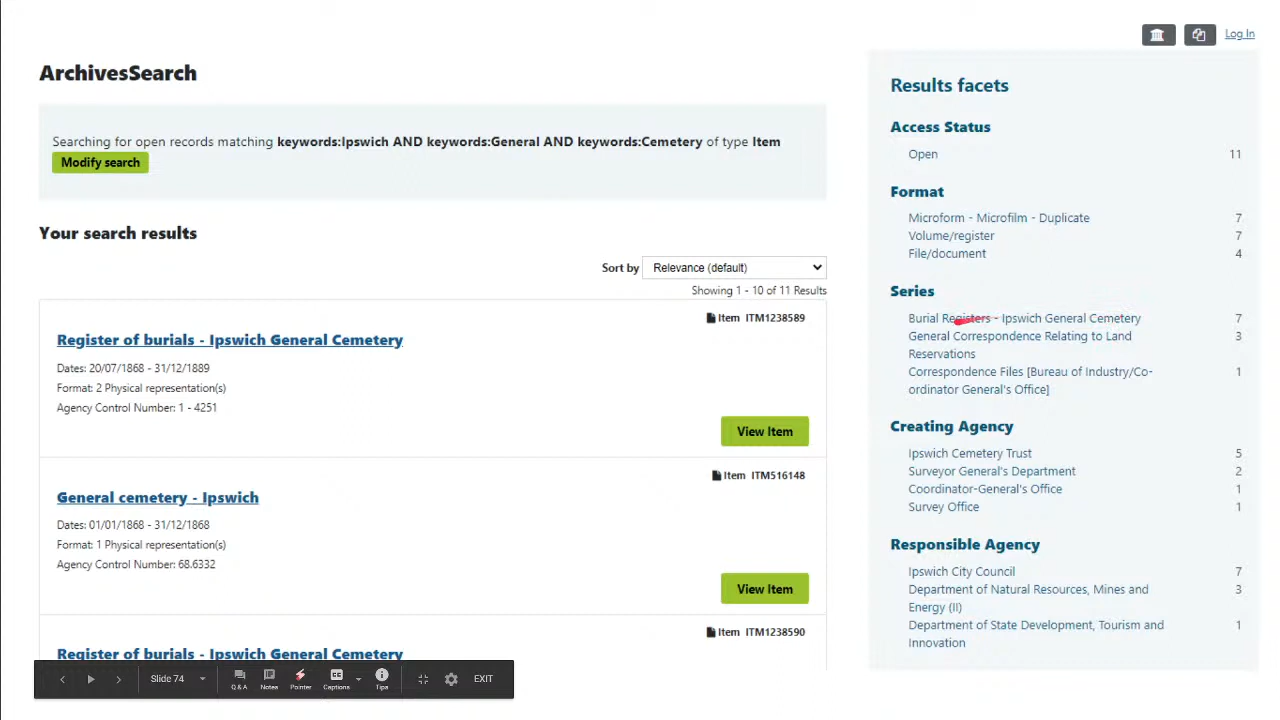 Log In
ArchivesSearch
Searching for open records matching keywords:Ipswich AND keywords:General AND keywords:Cemetery of type Item
Modify search
Your search results
Sort by Relevance (default)
Showing 1 - 10 of 11 Results
Item ITM1238589
Register of burials - Ipswich General Cemetery
Dates: 20/07/1868 - 31/12/1889
Format: 2 Physical representation(s)
Agency Control Number: 1 - 4251
View Item
Item ITM516148
General cemetery - Ipswich
Dates: 01/01/1868 - 31/12/1868
Format: 1 Physical representation(s)
Agency Control Number: 68.6332
View Item
Item ITM1238590
Register of burials - Ipswich General Cemetery
Results facets
Access Status
Open 11
Format
Microform - Microfilm - Duplicate 7
Volume/register 7
File/document 4
Series
Burial Registers - Ipswich General Cemetery 7
General Correspondence Relating to Land 3
Reservations
Correspondence Files [Bureau of Industry/Co- 1
ordinator General's Office]
Creating Agency
Ipswich Cemetery Trust 5
Surveyor General's Department 2
Coordinator-General's Office 1
Survey Office 1
Responsible Agency
Ipswich City Council 7
Department of Natural Resources, Mines and 3
Energy (II)
Department of State Development, Tourism and 1
Innovation
Slide 74
Q & A
Notes
Pointer
CC
Captions
Tips
EXIT